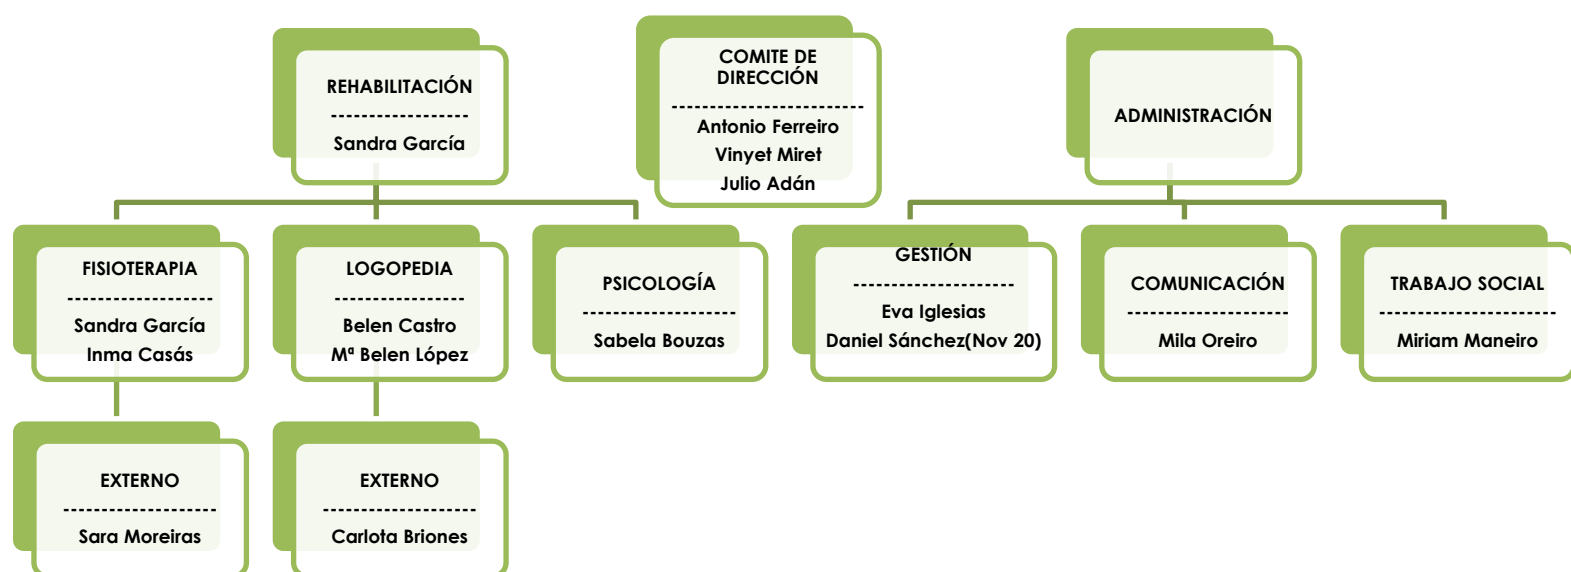 REHABILITACIÓN
--------------
Sandra García
COMITE DE
DIRECCIÓN
-------------------------
Antonio Ferreiro
Vinyet Miret
Julio Adán
ADMINISTRACIÓN
FISIOTERAPIA
-------------------
Sandra García
Inma Casás
LOGOPEDIA
--------------------
Belen Castro
Mª Belen López
PSICOLOGÍA
--------------------
Sabela Bouzas
GESTIÓN
-----------------
Eva Iglesias
Daniel Sánchez(Nov 20)
COMUNICACIÓN
-----------------------
Mila Oreiro
TRABAJO SOCIAL
---------------------------
Miriam Maneiro
EXTERNO
--------------------
Sara Moreiras
EXTERNO
--------------------
Carlota Briones